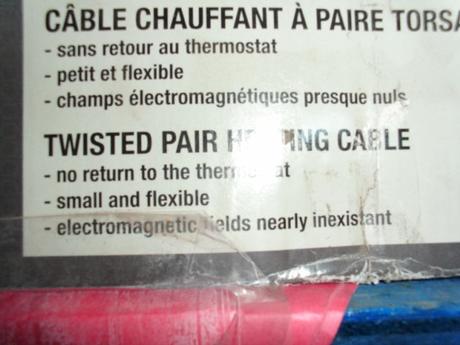 CÂBLE CHAUFFANT À PAIRE
- sans retour au thermostat
- petit et flexible
- champs électromagnétiques presque nuls
TWISTED PAIR CABLE
- no return to the
- small and flexible
- electromagnetic fields nearly inexistant